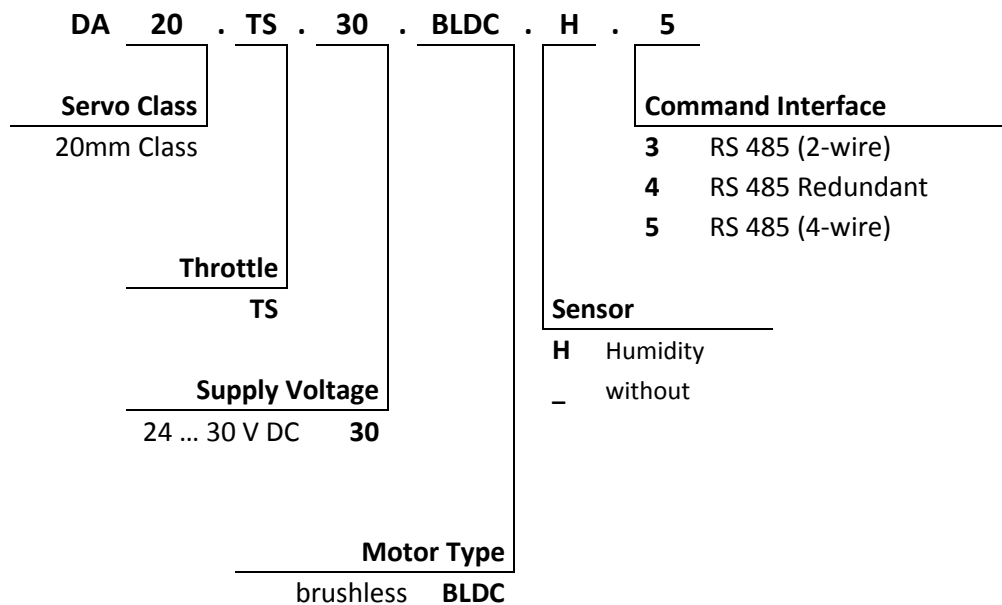 DA 20 . TS . 30 . BLDC . H . 5
Servo Class
20mm Class
Command Interface
3 RS 485 (2-wire)
4 RS 485 Redundant
5 RS 485 (4-wire)
Throttle
TS
Sensor
H Humidity
_ without
Supply Voltage
24 ... 30 V DC 30
Motor Type
brushless BLDC